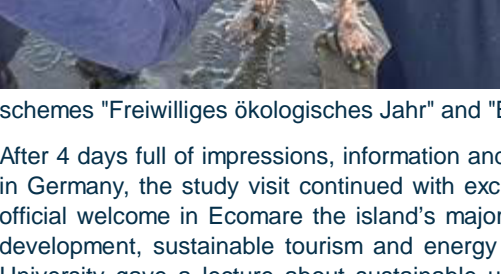 schemes "Freiwilliges ökologisches Jahr" and "
After 4 days full of impressions, information and
in Germany, the study visit continued with exc
official welcome in Ecomare the island's major
development, sustainable tourism and energy
University gave a lecture about sustainable